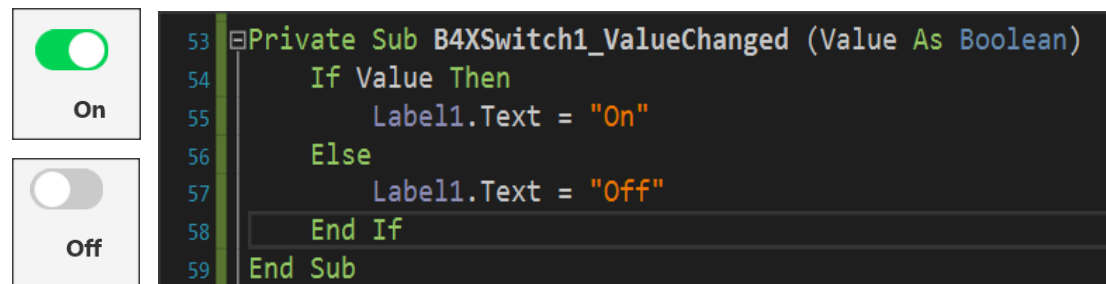 On
Off
53 Private Sub B4XSwitch1_ValueChanged (Value As Boolean)
54 If Value Then
55 Label1.Text = "On"
56 Else
57 Label1.Text = "Off"
58 End If
59 End Sub